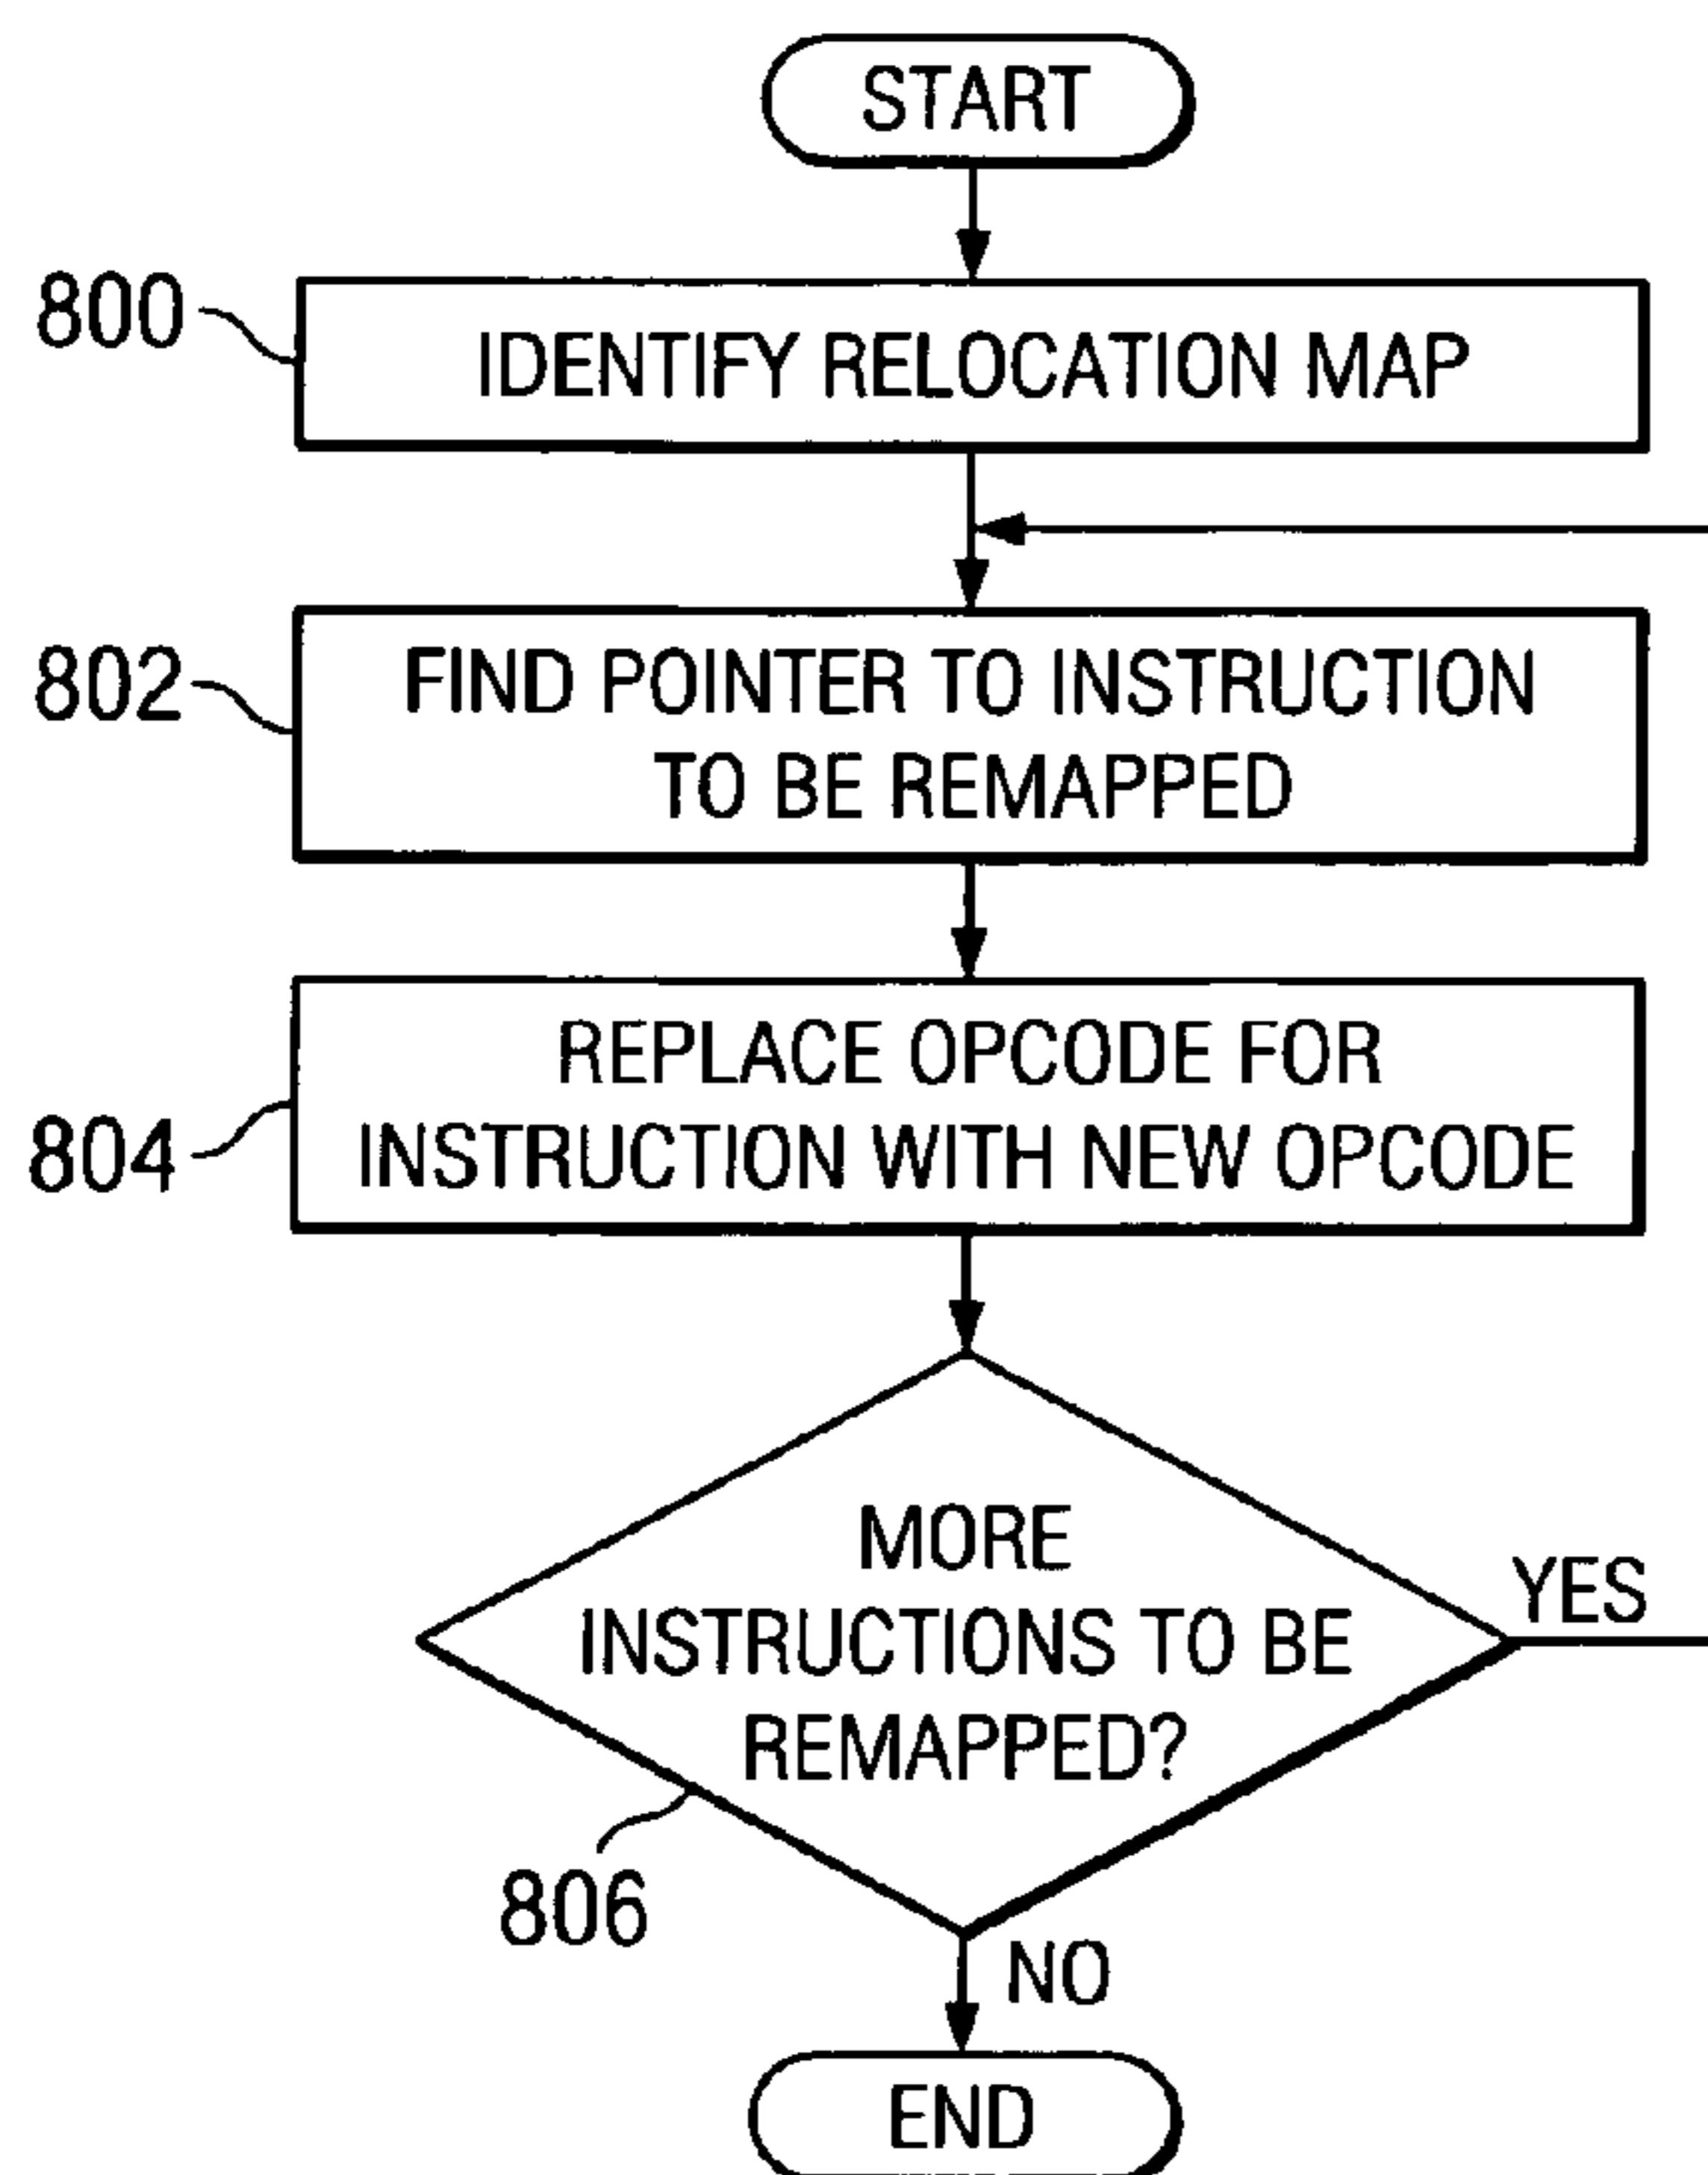 START
800
IDENTIFY RELOCATION MAP
802
FIND POINTER TO INSTRUCTION
TO BE REMAPPED
804
REPLACE OPCODE FOR
INSTRUCTION WITH NEW OPCODE
MORE
INSTRUCTIONS TO BE
REMAPPED?
YES
806
NO
END